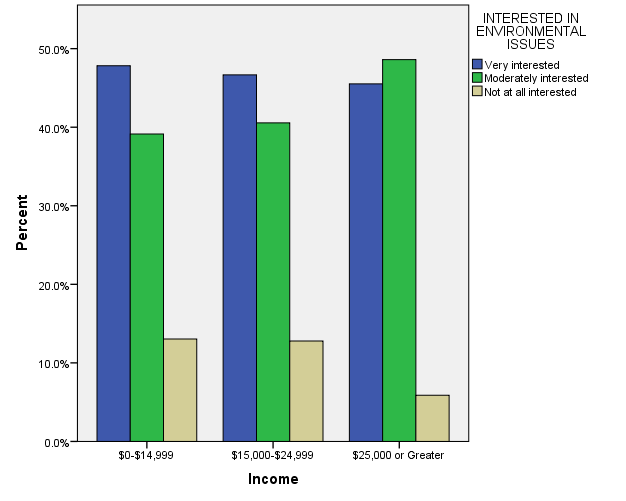 INTERESTED IN
ENVIRONMENTAL
ISSUES
Very interested
Moderately interested
Not at all interested
50.0%
40.0%
30.0%
20.0%
10.0%
0.0%
Percent
$0-$14,999
$15,000-$24,999
$25,000 or Greater
Income